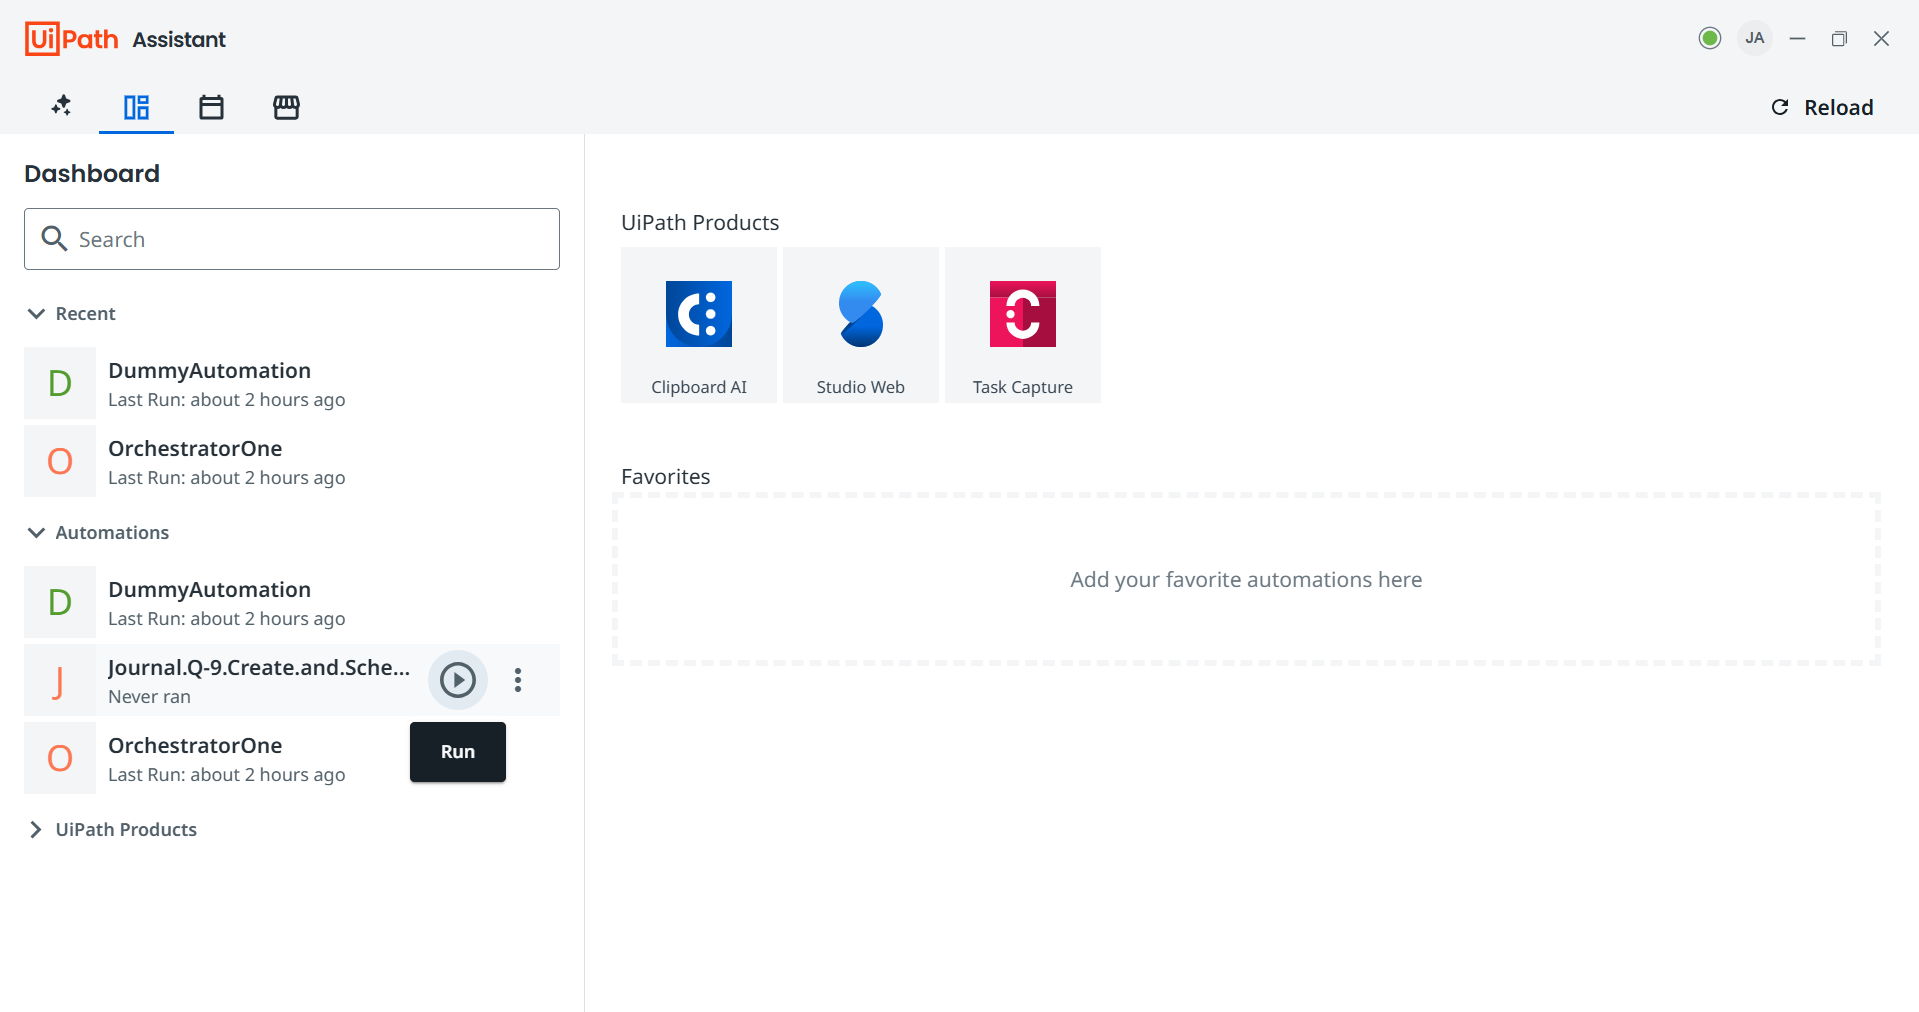 UiPath Assistant
JA
Reload
Dashboard
Search
Recent
D
DummyAutomation
Last Run: about 2 hours ago
O
OrchestratorOne
Last Run: about 2 hours ago
Automations
D
DummyAutomation
Last Run: about 2 hours ago
J
Journal.Q-9.Create.and.Sche...
Never ran
O
OrchestratorOne
Last Run: about 2 hours ago
Run
UiPath Products
UiPath Products
Clipboard AI
Studio Web
Task Capture
Favorites
Add your favorite automations here